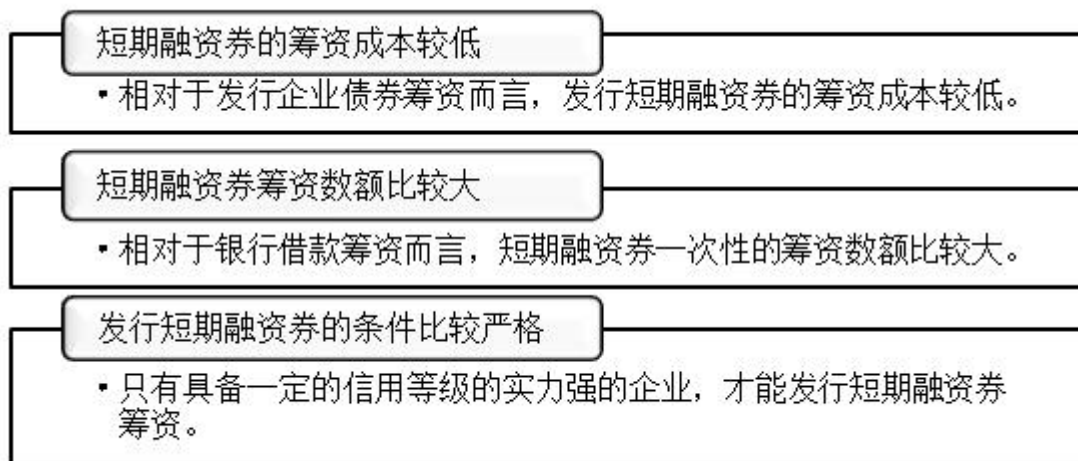 短期融资券的筹资成本较低
▪相对于发行企业债券筹资而言，发行短期融资券的筹资成本较低。
短期融资券筹资数额比较大
▪相对于银行借款筹资而言，短期融资券一次性的筹资数额比较大。
发行短期融资券的条件比较严格
▪只有具备一定的信用等级的实力强的企业，才能发行短期融资券
筹资。